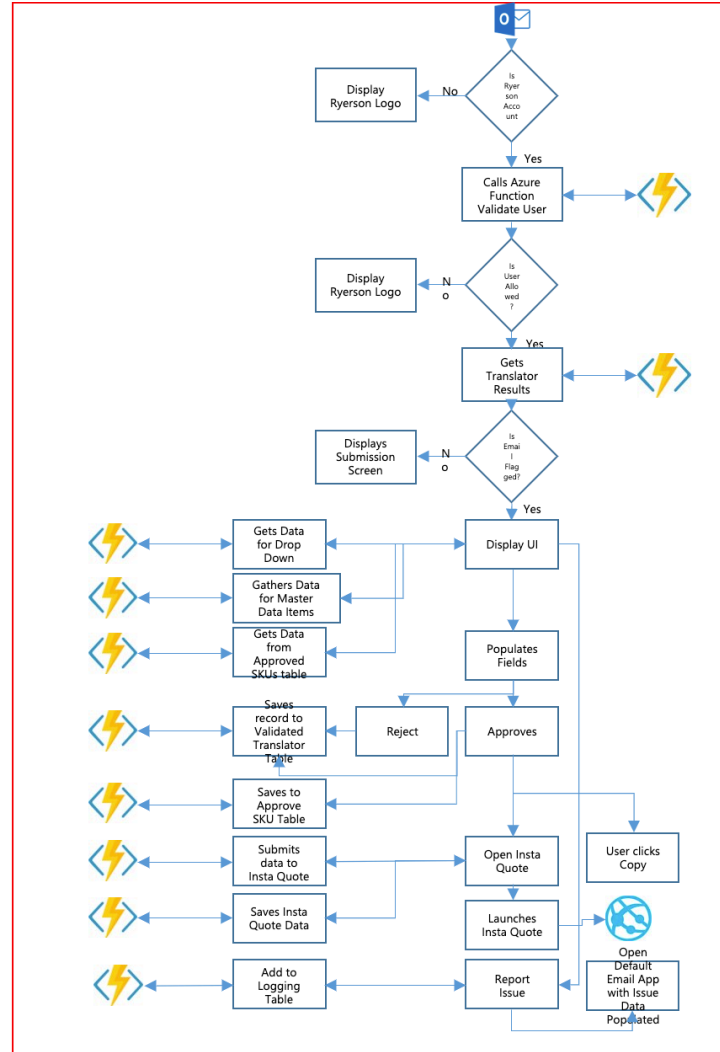 Is
Ryer
son
Acco
unt
No
Display
Ryerson Logo
Yes
Calls Azure
Function
Validate User
Is
User
Allo
wed
?
N
o
Display
Ryerson Logo
Yes
Gets
Translator
Results
Is
Emai
l
Flag
ged?
N
o
Displays
Submission
Screen
Yes
Gets Data
for Drop
Down
Display UI
Gathers Data
for Master
Data Items
Gets Data
from
Approved
SKUs table
Populates
Fields
Saves
record to
Validated
Translator
Table
Reject
Approves
Saves to
Approve
SKU Table
Submits
data to
Insta Quote
Open Insta
Quote
User clicks
Copy
Saves Insta
Quote Data
Launches
Insta Quote
Add to
Logging
Table
Report
Issue
Open
Default
Email App
with Issue
Data
Populated